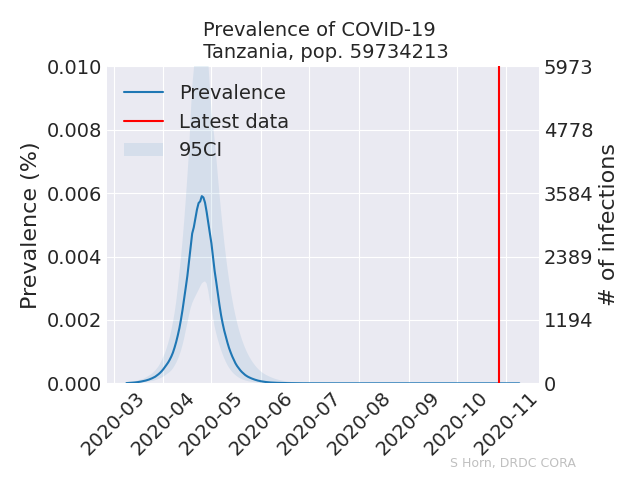 Prevalence of COVID-19
Tanzania, pop. 59734213
Prevalence
Latest data
95CI
Prevalence (%)
0.010
0.008
0.006
0.004
0.002
0.000
5973
4778
3584
2389
1194
0
# of infections
2020-03
2020-04
2020-05
2020-06
2020-07
2020-08
2020-09
2020-10
2020-11
S Horn, DRDC CORA